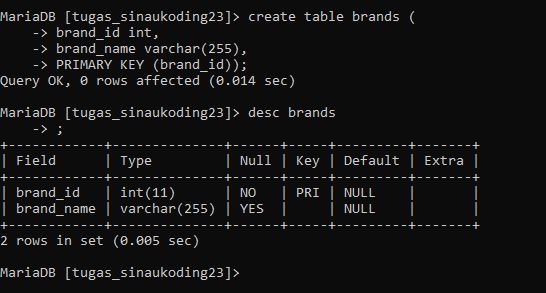 MariaDB [tugas_sinaukoding23]> create table brands (
    -> brand_id int,
    -> brand_name varchar(255),
    -> PRIMARY KEY (brand_id));
Query OK, 0 rows affected (0.014 sec)

MariaDB [tugas_sinaukoding23]> desc brands
    -> ;
+------------+--------------+------+-----+---------+-------+
| Field      | Type         | Null | Key | Default | Extra |
+------------+--------------+------+-----+---------+-------+
| brand_id   | int(11)      | NO   | PRI | NULL    |       |
| brand_name | varchar(255) | YES  |     | NULL    |       |
+------------+--------------+------+-----+---------+-------+
2 rows in set (0.005 sec)

MariaDB [tugas_sinaukoding23]>